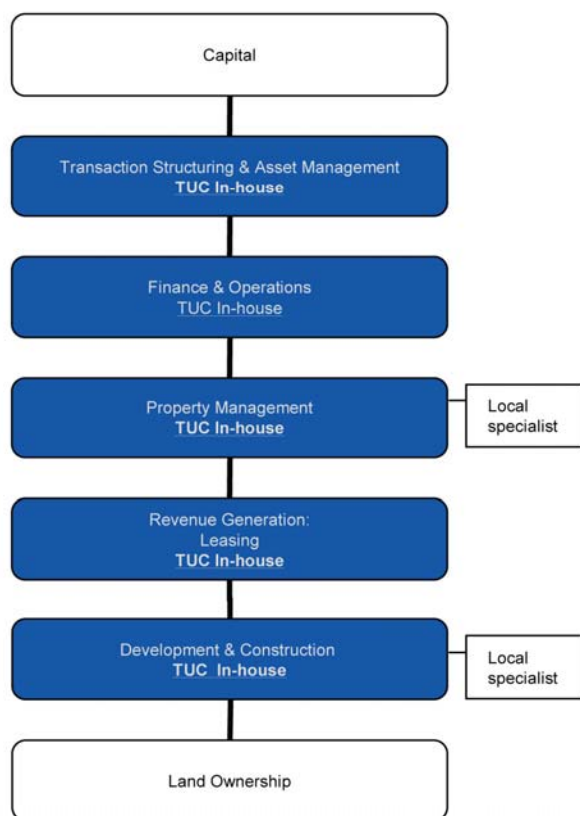 Capital
Transaction Structuring & Asset Management
TUC In-house
Finance & Operations
TUC In-house
Property Management
TUC In-house
Local
specialist
Revenue Generation:
Leasing
TUC In-house
Development & Construction
TUC In-house
Local
specialist
Land Ownership